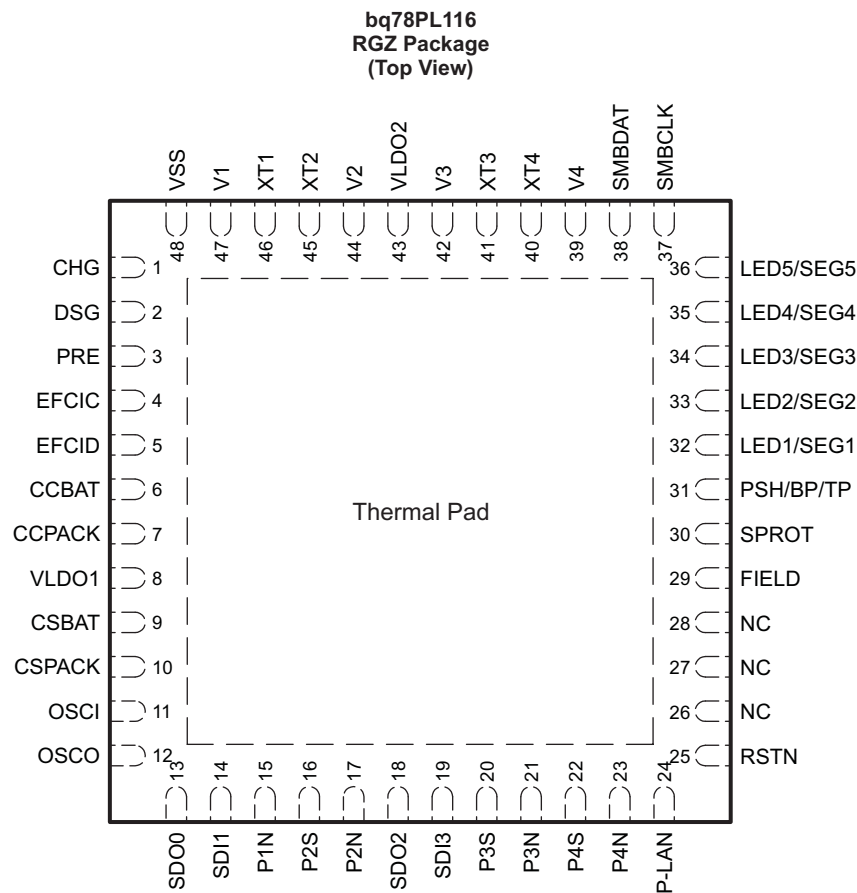 bq78PL116
RGZ Package
(Top View)
VSS
V1
XT1
XT2
V2
VLDO2
V3
XT3
XT4
V4
SMBDAT
SMBCLK
48
47
46
45
44
43
42
41
40
39
38
37
CHG 1
DSG 2
PRE 3
EFCIC 4
EFCID 5
CCBAT 6
CCPACK 7
VLDO1 8
CSBAT 9
CSPACK 10
OSCI 11
OSCO 12
Thermal Pad
36 LED5/SEG5
35 LED4/SEG4
34 LED3/SEG3
33 LED2/SEG2
32 LED1/SEG1
31 PSH/BP/TP
30 SPROT
29 FIELD
28 NC
27 NC
26 NC
25 RSTN
13
14
15
16
17
18
19
20
21
22
23
24
SDO0
SDI1
P1N
P2S
P2N
SDO2
SDI3
P3S
P3N
P4S
P4N
P-LAN